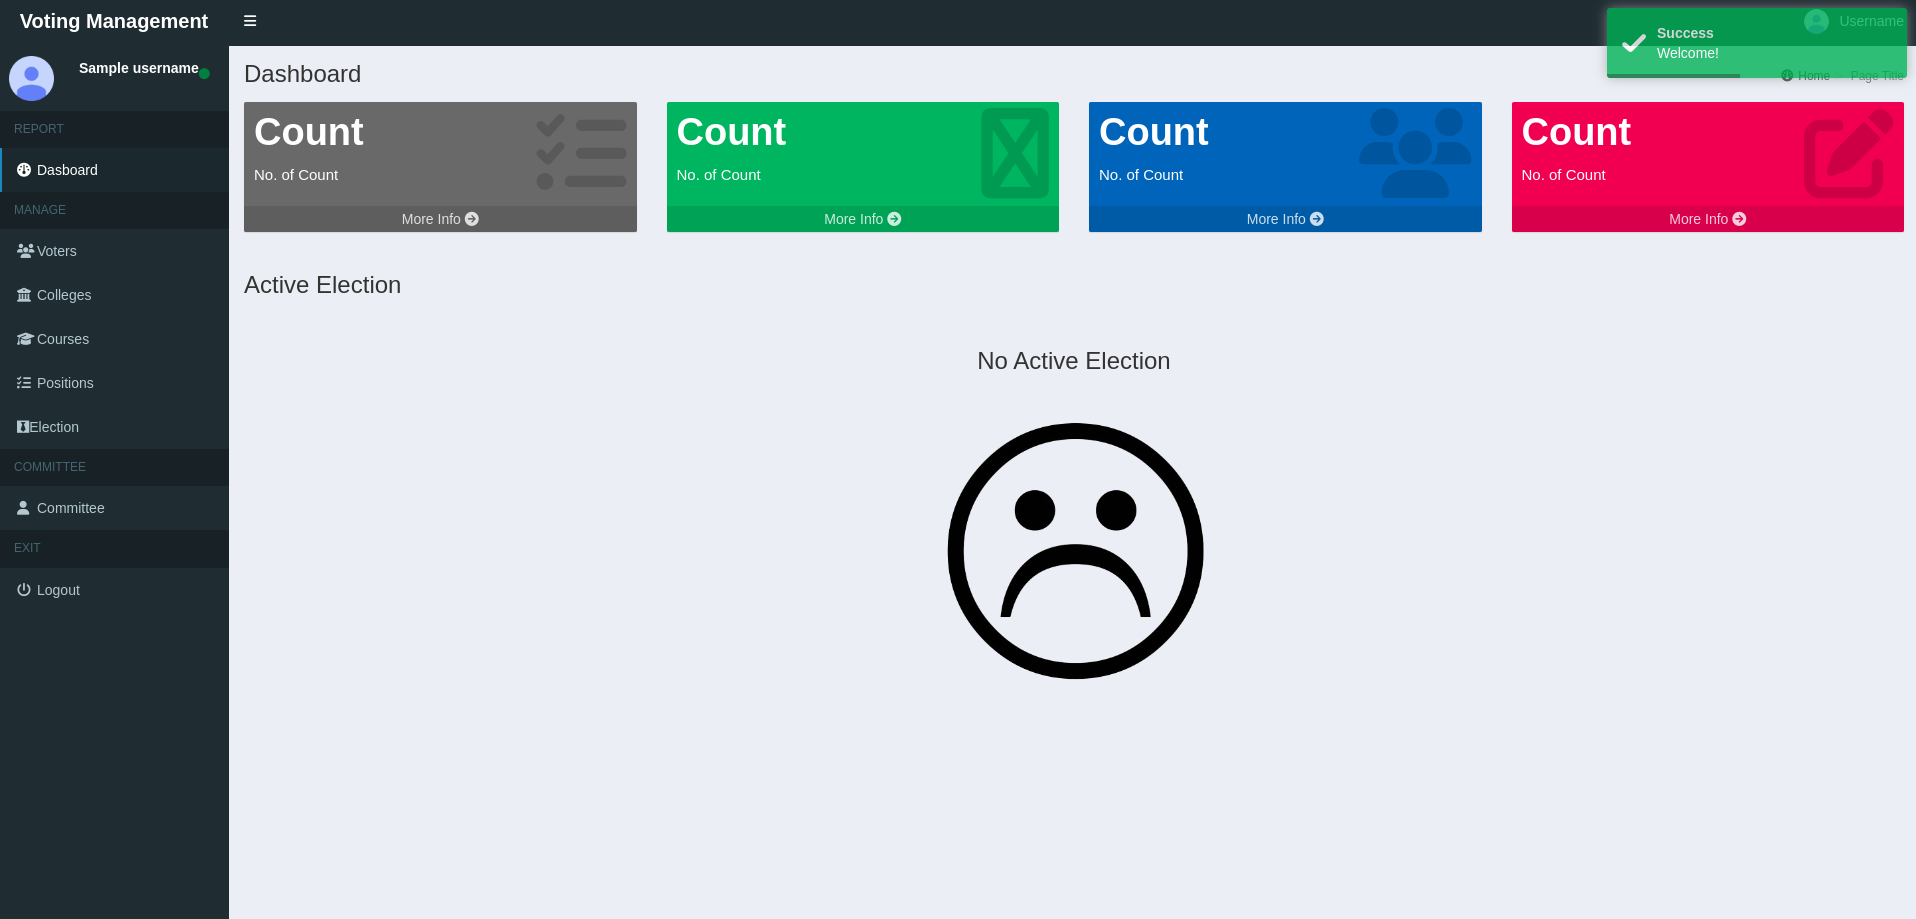 Voting Management
Username
Success
Welcome!
Sample username
Dashboard
Home
Page Title
REPORT
Dasboard
MANAGE
Voters
Colleges
Courses
Positions
Election
COMMITTEE
Committee
EXIT
Logout
Count
No. of Count
More Info
Count
No. of Count
More Info
Count
No. of Count
More Info
Count
No. of Count
More Info
Active Election
No Active Election